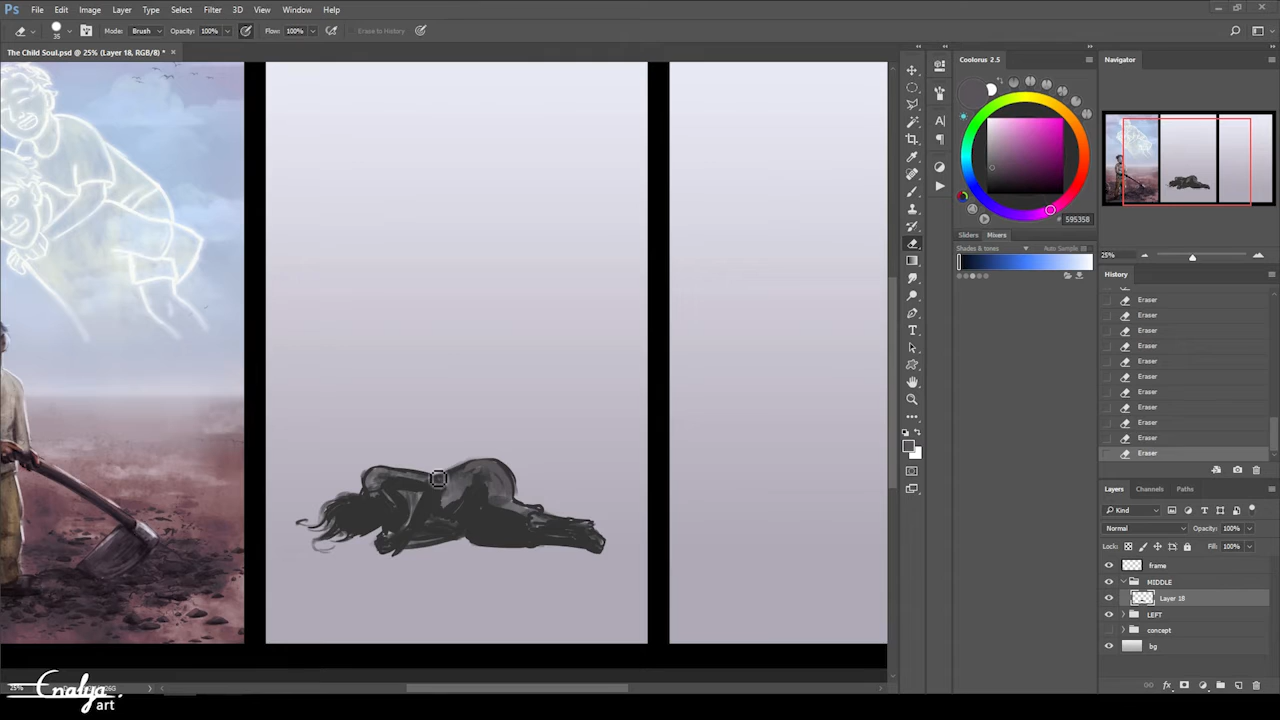 Ps File Edit Image Layer Type Select Filter 3D View Window Help
35 Mode: Brush Opacity: 100% Flow: 100% Erase to History
The Child Soul.psd @ 25% (Layer 18, RGB/8) *
Coolorus 2.5
Navigator
# 595358
Sliders Mixers
Shades & tones Auto Sample
25%
History
Eraser
Eraser
Eraser
Eraser
Eraser
Eraser
Eraser
Eraser
Eraser
Eraser
Eraser
Layers Channels Paths
Kind
Normal Opacity: 100%
Lock: Fill: 100%
frame
MIDDLE
Layer 18
LEFT
concept
bg
25%
Enalya
art